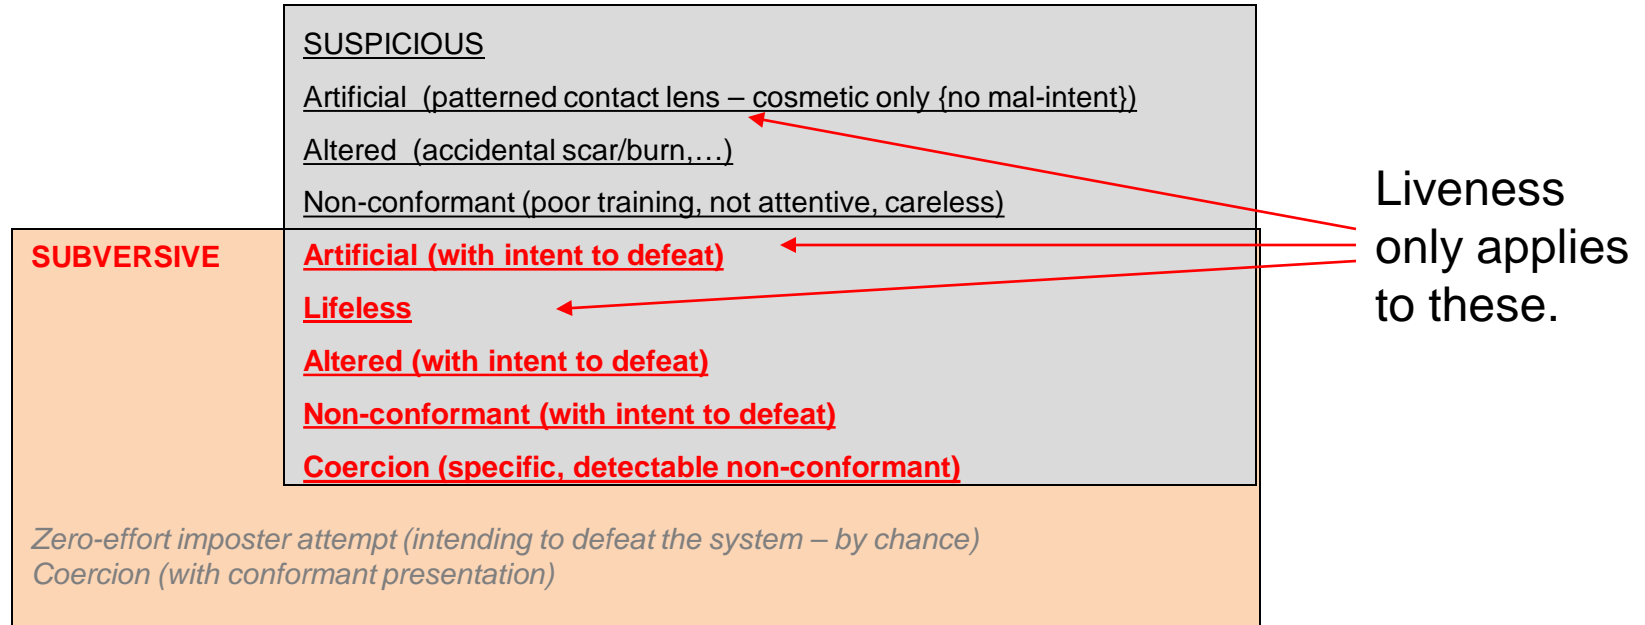 SUSPICIOUS
Artificial (patterned contact lens – cosmetic only {no mal-intent})
Altered (accidental scar/burn,…)
Non-conformant (poor training, not attentive, careless)
SUBVERSIVE
Artificial (with intent to defeat)
Lifeless
Altered (with intent to defeat)
Non-conformant (with intent to defeat)
Coercion (specific, detectable non-conformant)
Zero-effort imposter attempt (intending to defeat the system – by chance)
Coercion (with conformant presentation)
Liveness
only applies
to these.